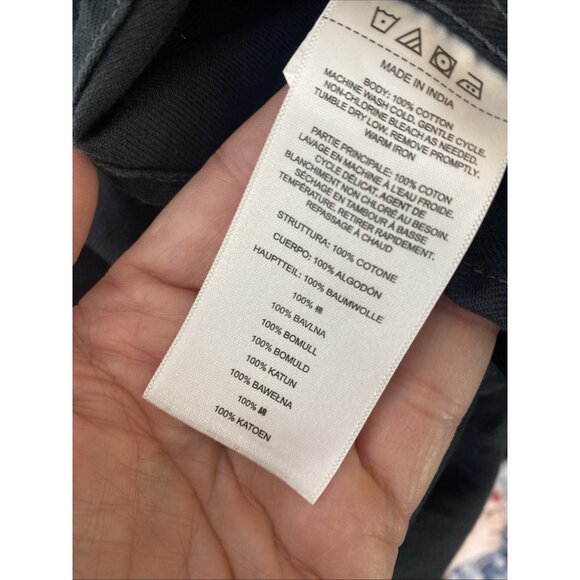 MADE IN INDIA
BODY: 100% COTTON
MACHINE WASH COLD. GENTLE CYCLE.
NON-CHLORINE BLEACH AS NEEDED.
TUMBLE DRY LOW. REMOVE PROMPTLY.
WARM IRON
PARTIE PRINCIPALE: 100% COTON
LAVAGE EN MACHINE À L'EAU FROIDE.
CYCLE DÉLICAT. AGENT DE
BLANCHIMENT NON CHLORÉ AU BESOIN.
SÉCHAGE EN TAMBOUR À BASSE
TEMPÉRATURE. RETIRER RAPIDEMENT.
REPASSAGE À CHAUD
STRUTTURA: 100% COTONE
CUERPO: 100% ALGODÓN
HAUPTTEIL: 100% BAUMWOLLE
100% 棉
100% BAVLNA
100% BOMULL
100% BOMULD
100% KATUN
100% BAWEŁNA
100% 綿
100% KATOEN